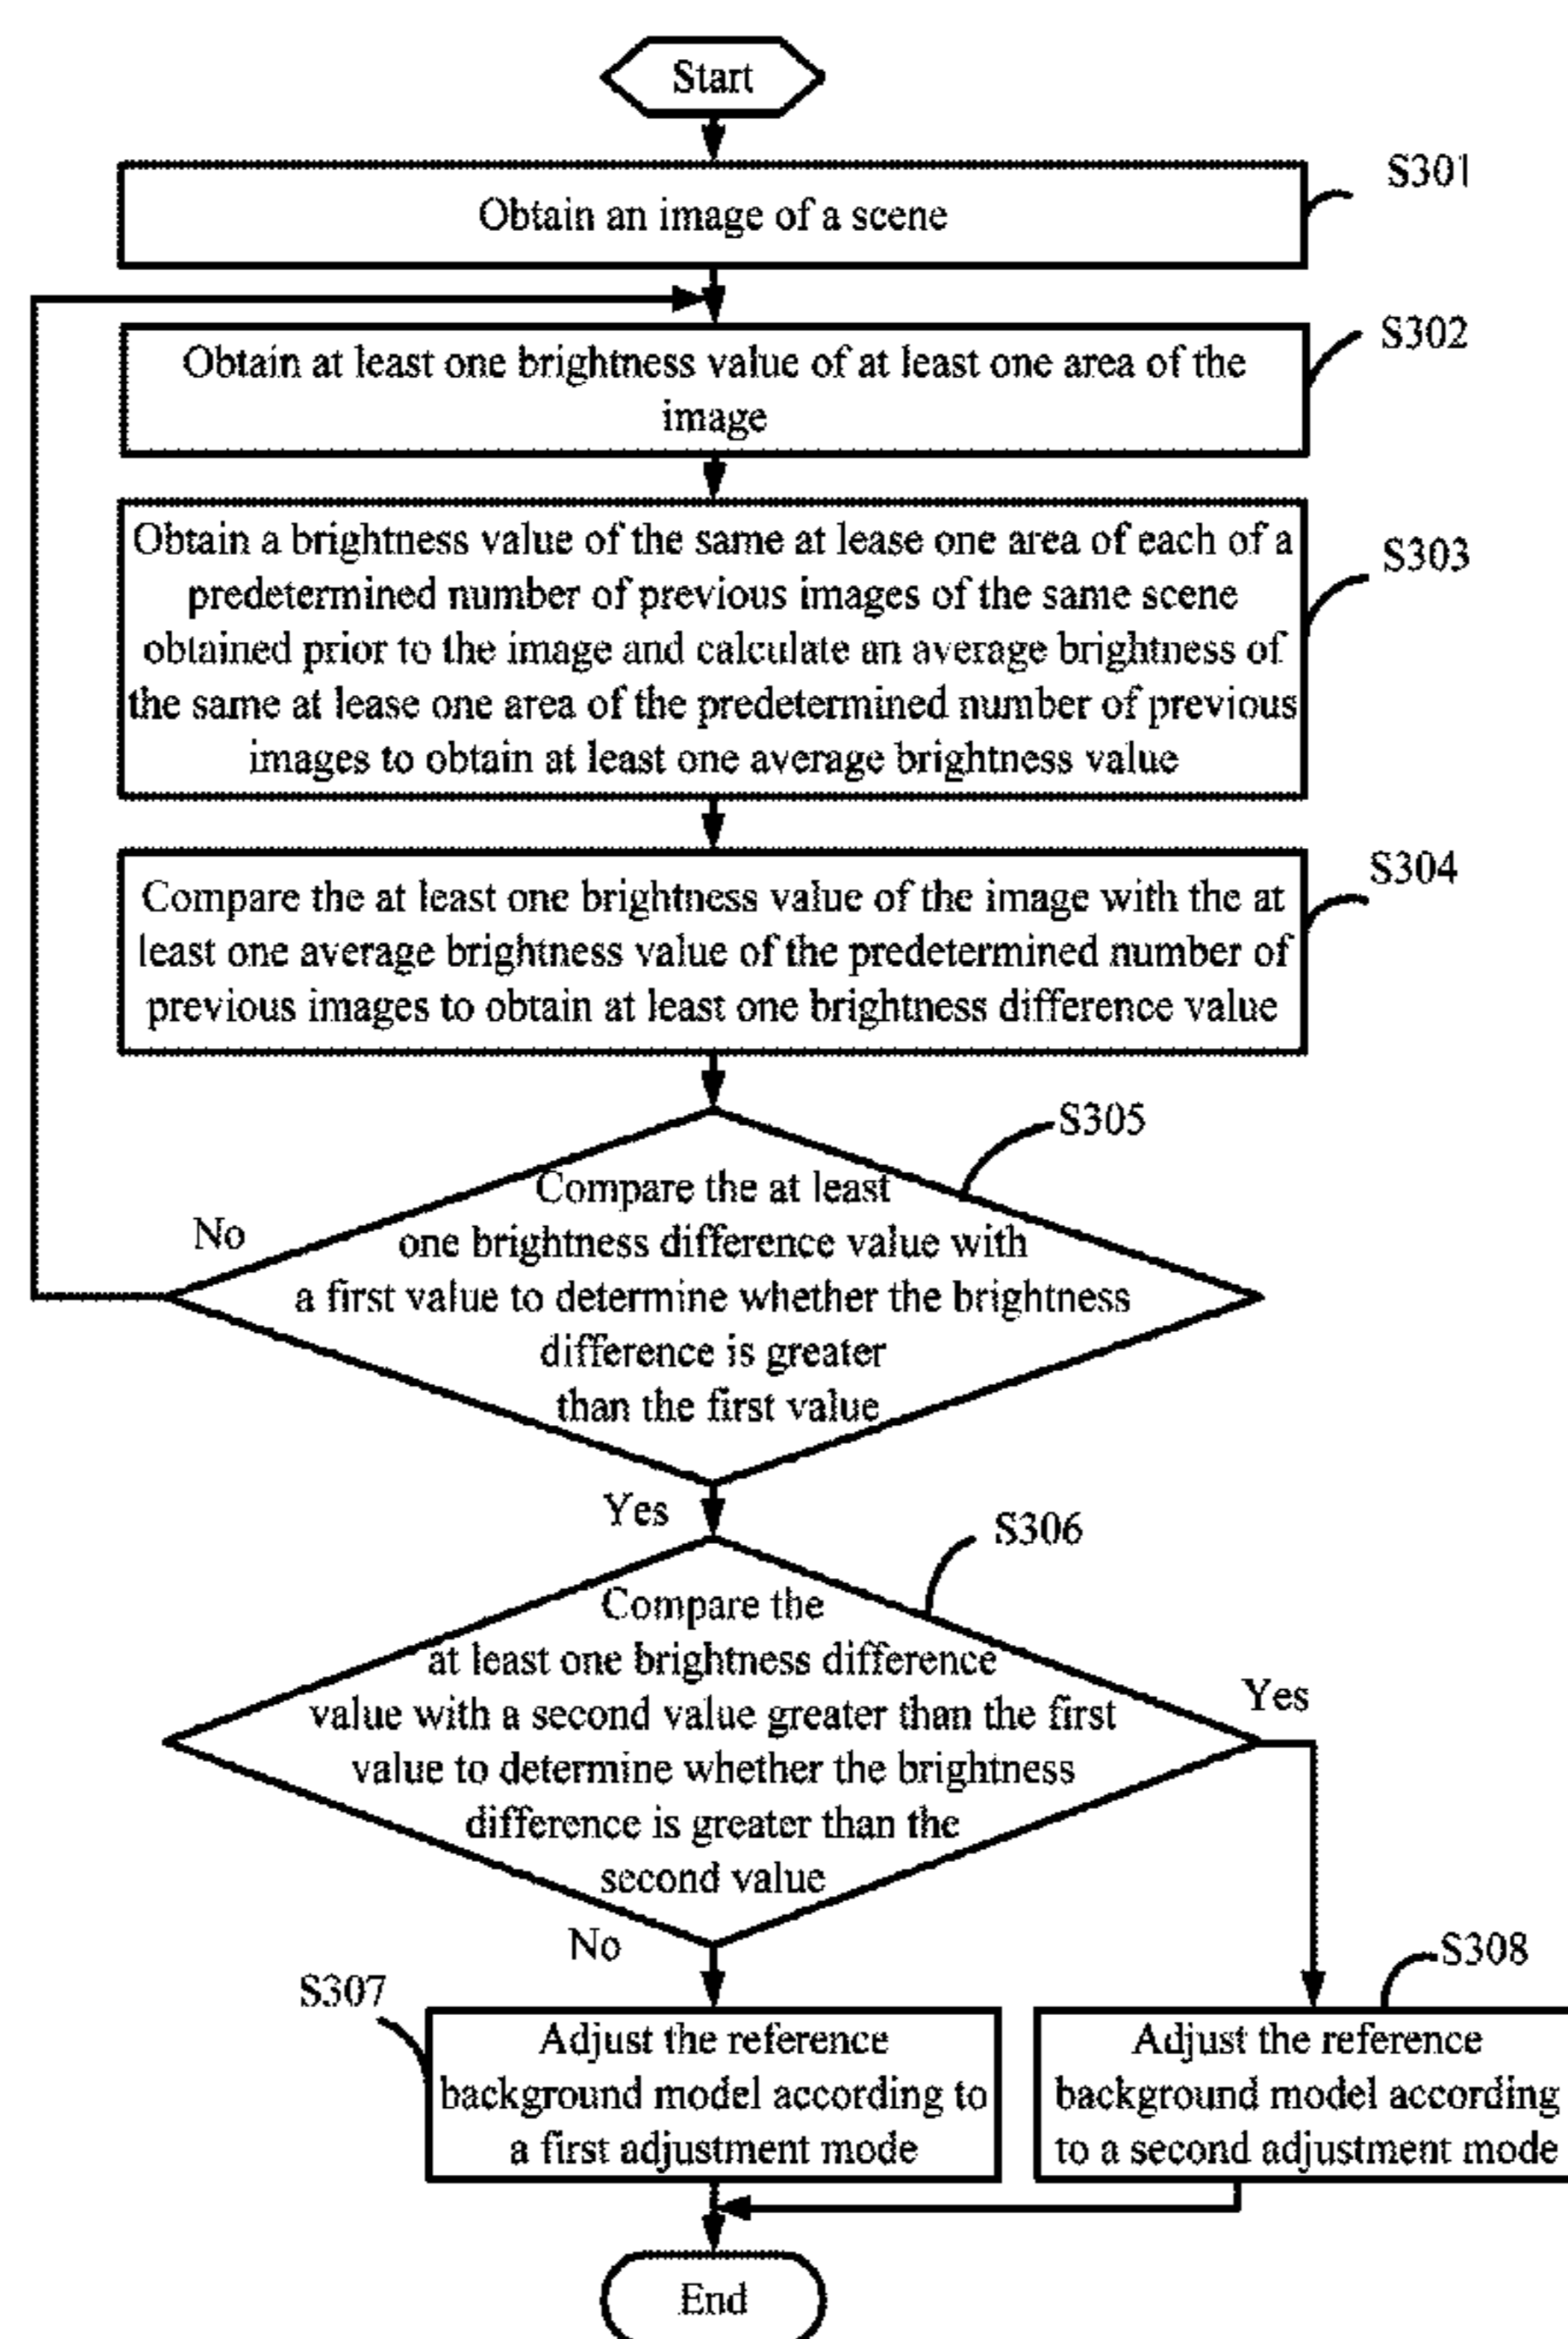 Start
S301
Obtain an image of a scene
S302
Obtain at least one brightness value of at least one area of the
image
S303
Obtain a brightness value of the same at lease one area of each of a
predetermined number of previous images of the same scene
obtained prior to the image and calculate an average brightness of
the same at lease one area of the predetermined number of previous
images to obtain at least one average brightness value
S304
Compare the at least one brightness value of the image with the at
least one average brightness value of the predetermined number of
previous images to obtain at least one brightness difference value
S305
Compare the at least
one brightness difference value with
a first value to determine whether the brightness
difference is greater
than the first value
No
Yes
S306
Compare the
at least one brightness difference
value with a second value greater than the first
value to determine whether the brightness
difference is greater than the
second value
Yes
No
S307
Adjust the reference
background model according to
a first adjustment mode
S308
Adjust the reference
background model according
to a second adjustment mode
End